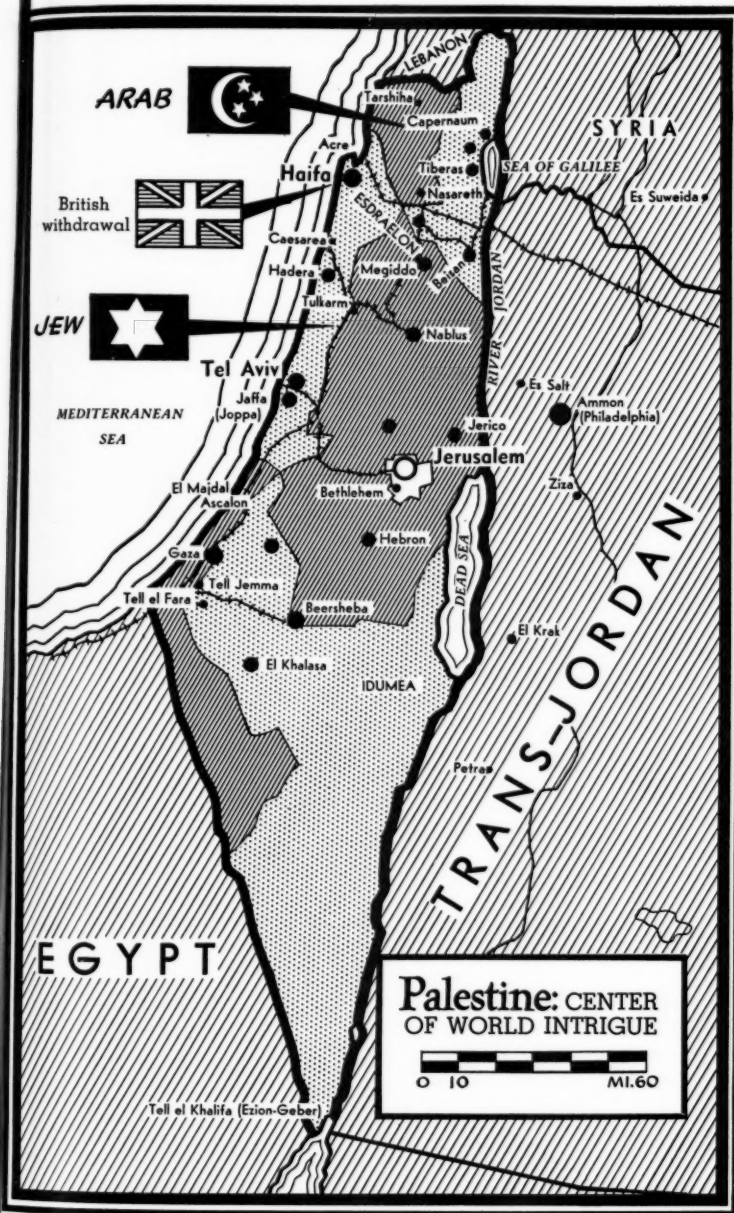 LEBANON
ARAB
Tarshiha
Capernaum
SYRIA
Acre
Haifa
Tiberas
SEA OF GALILEE
British
withdrawal
Nasareth
Es Suweida
ESDRAELON
Caesarea
Hadera
Megiddo
Beisan
RIVER JORDAN
Tulkarm
JEW
Nablus
Tel Aviv
Jaffa
(Joppa)
Es Salt
Ammon
(Philadelphia)
MEDITERRANEAN
SEA
Jerico
Jerusalem
El Majdal
Ascalon
Bethlehem
Ziza
Gaza
Hebron
DEAD SEA
Tell Jemma
Tell el Fara
Beersheba
El Krak
El Khalasa
IDUMEA
TRANS-JORDAN
Petra
EGYPT
Palestine: CENTER
OF WORLD INTRIGUE
0 10 MI.60
Tell el Khalifa (Ezion-Geber)